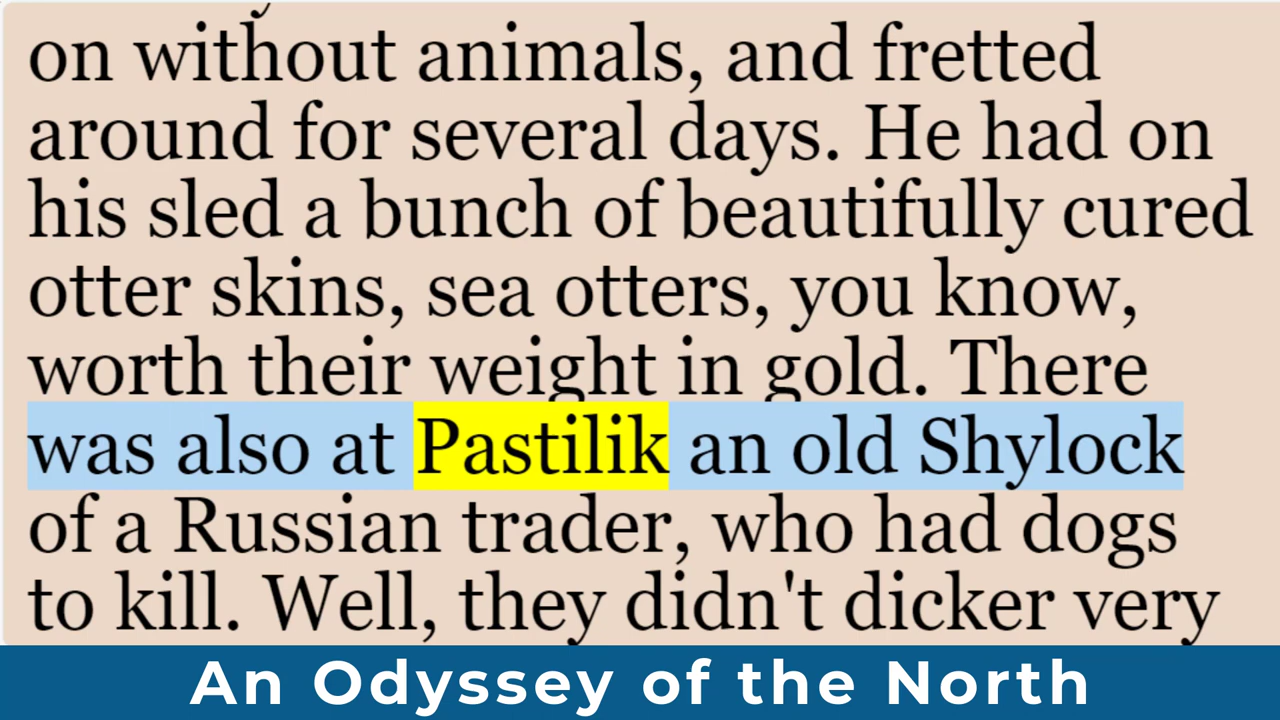 on without animals, and fretted
around for several days. He had on
his sled a bunch of beautifully cured
otter skins, sea otters, you know,
worth their weight in gold. There
was also at Pastilik an old Shylock
of a Russian trader, who had dogs
to kill. Well, they didn't dicker very
An Odyssey of the North